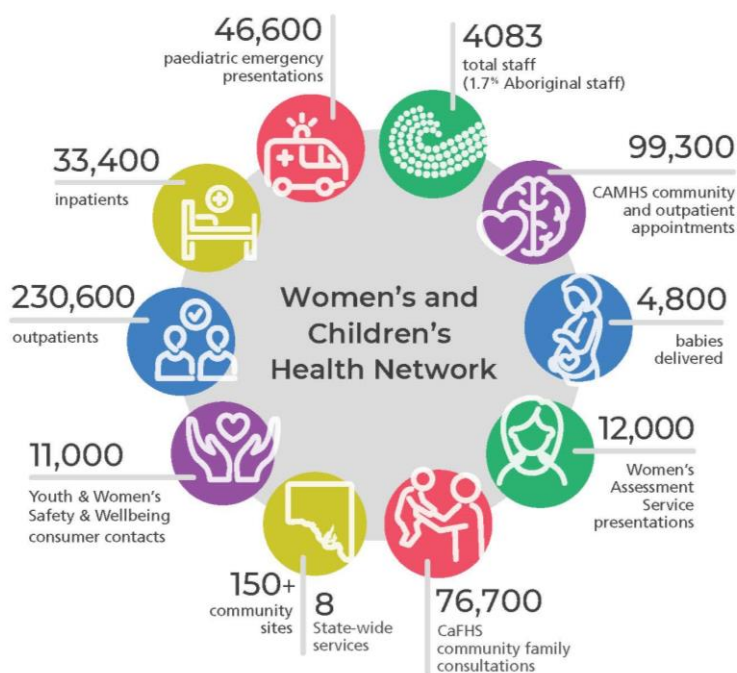 46,600
paediatric emergency
presentations
4083
total staff
(1.7% Aboriginal staff)
33,400
inpatients
99,300
CAMHS community
and outpatient
appointments
230,600
outpatients
Women's and
Children's
Health Network
4,800
babies
delivered
11,000
Youth & Women's
Safety & Wellbeing
consumer contacts
12,000
Women's
Assessment
Service
presentations
150+
community
sites
8
State-wide
services
76,700
CaFHS
community family
consultations